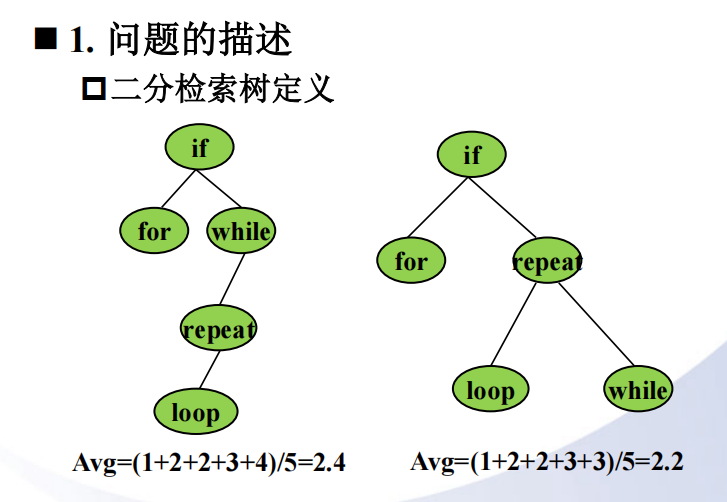 ■ 1. 问题的描述
二分检索树定义
if
for while
repeat
loop
Avg=(1+2+2+3+4)/5=2.4
if
for repeat
loop while
Avg=(1+2+2+3+3)/5=2.2